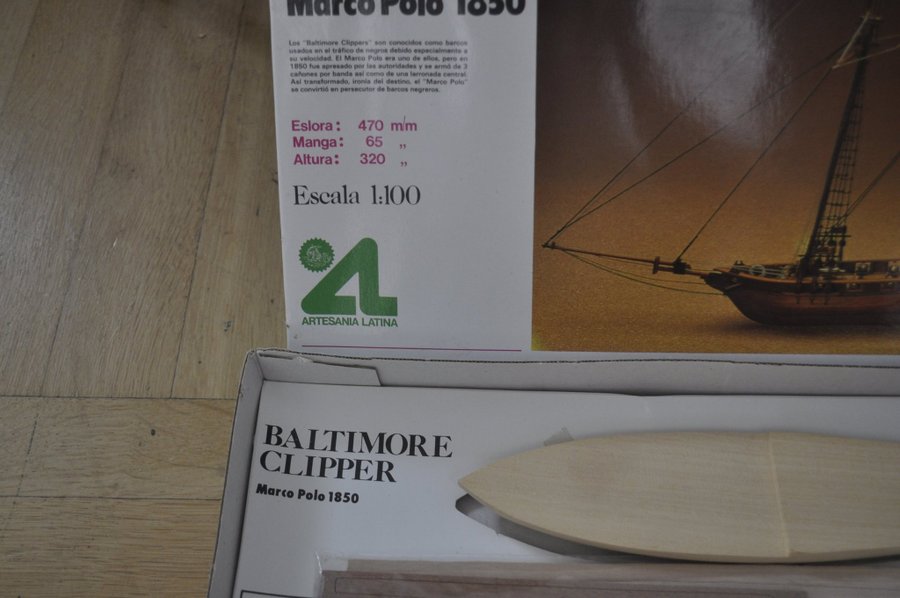 Marco Polo 1850
Los "Baltimore Clippers" son conocidos como barcos
usados en el tráfico de negros debido especialmente a
su velocidad. El Marco Polo era uno de ellos, pero en
1850 fue apresado por las autoridades y se armó de 3
cañones por banda así como de una larronada central.
Así transformado, ironía del destino, el "Marco Polo"
se convirtió en persecutor de barcos negreros.
Eslora: 470 m/m
Manga: 65 „
Altura: 320 „
Escala 1:100
ARTESANIA LATINA
BALTIMORE
CLIPPER
Marco Polo 1850